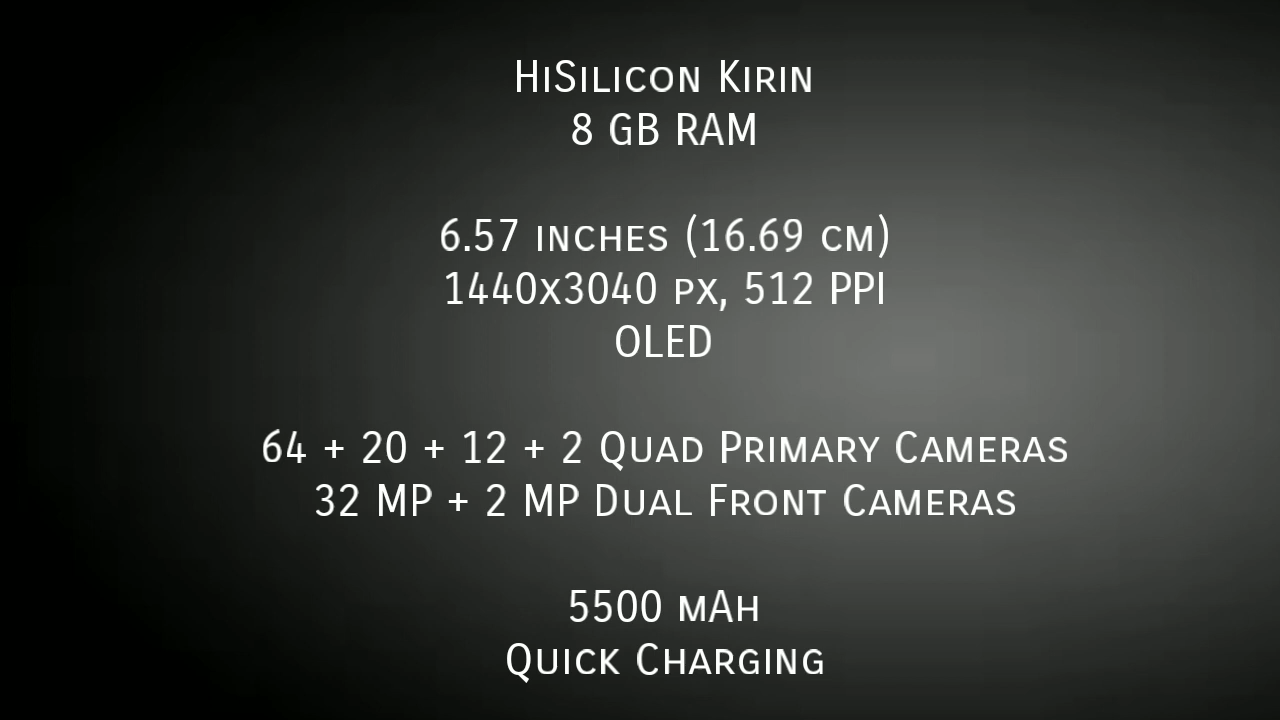 HiSilicon Kirin
8 GB RAM
6.57 inches (16.69 cm)
1440x3040 px, 512 PPI
OLED
64 + 20 + 12 + 2 Quad Primary Cameras
32 MP + 2 MP Dual Front Cameras
5500 mAh
Quick Charging